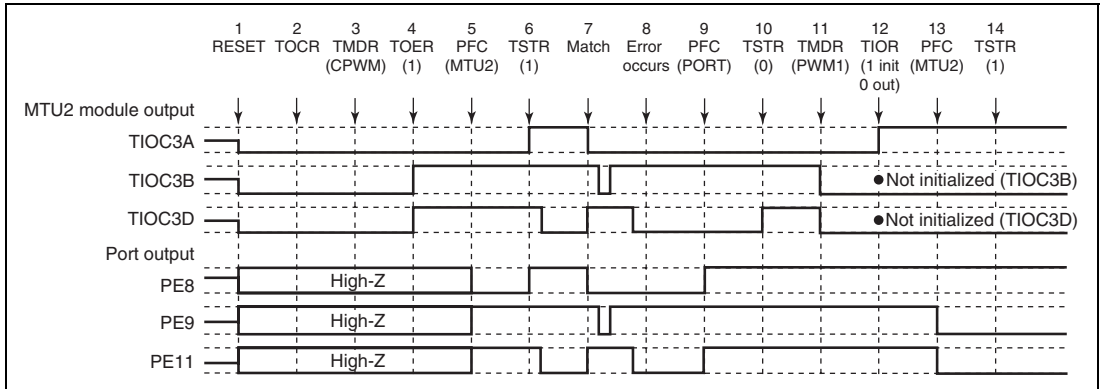 1 2 3 4 5 6 7 8 9 10 11 12 13 14
RESET TOCR TMDR TOER PFC TSTR Match Error PFC TSTR TMDR TIOR PFC TSTR
(CPWM) (1) (MTU2) (1) occurs (PORT) (0) (PWM1) (1 init (MTU2) (1)
0 out)
MTU2 module output
TIOC3A
TIOC3B
●Not initialized (TIOC3B)
TIOC3D
●Not initialized (TIOC3D)
Port output
PE8
High-Z
PE9
High-Z
PE11
High-Z